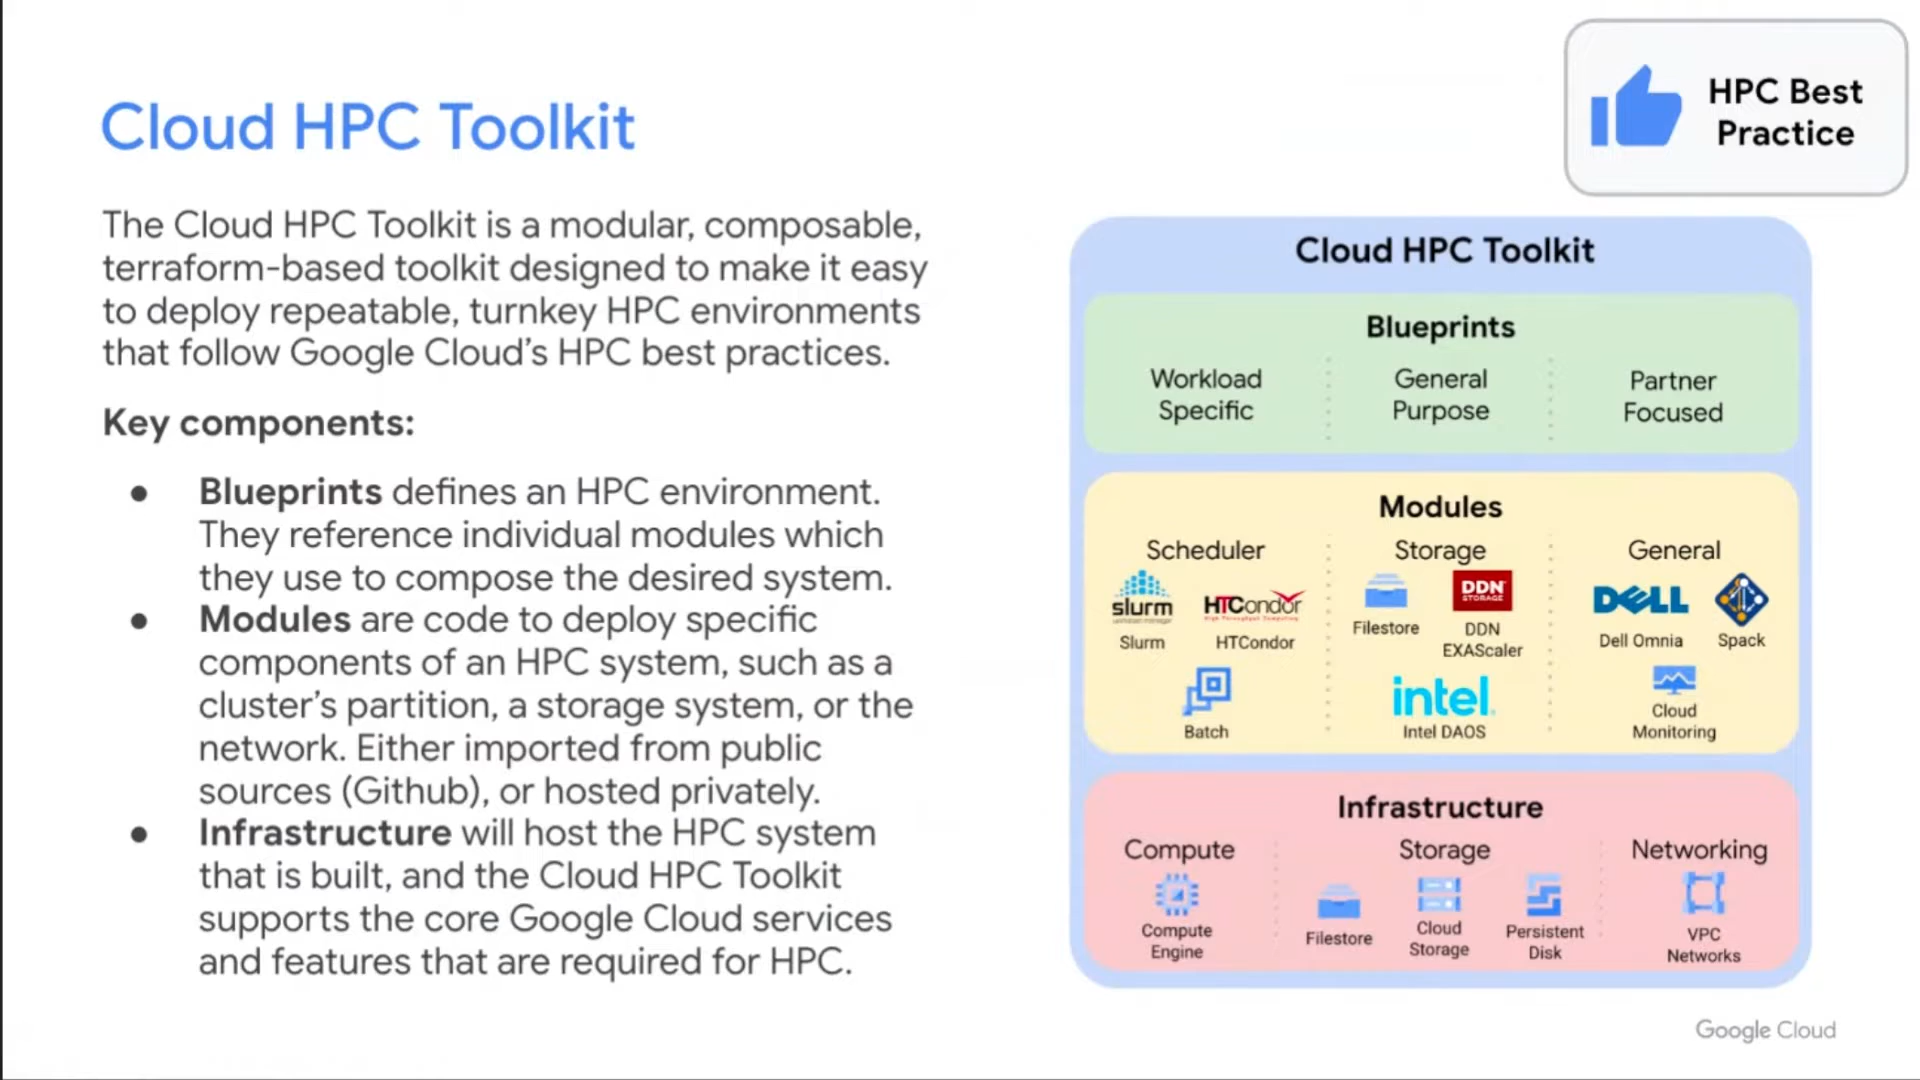 HPC Best
Practice
Cloud HPC Toolkit
The Cloud HPC Toolkit is a modular, composable,
terraform-based toolkit designed to make it easy
to deploy repeatable, turnkey HPC environments
that follow Google Cloud's HPC best practices.
Key components:
● Blueprints defines an HPC environment.
They reference individual modules which
they use to compose the desired system.
● Modules are code to deploy specific
components of an HPC system, such as a
cluster's partition, a storage system, or the
network. Either imported from public
sources (Github), or hosted privately.
● Infrastructure will host the HPC system
that is built, and the Cloud HPC Toolkit
supports the core Google Cloud services
and features that are required for HPC.
Cloud HPC Toolkit
Blueprints
Workload
Specific
General
Purpose
Partner
Focused
Modules
Scheduler
slurm
workload manager
Slurm
HTCondor
High Throughput Computing
HTCondor
Batch
Storage
Filestore
DDN
STORAGE
DDN
EXAScaler
intel
Intel DAOS
General
DELL
Dell Omnia
Spack
Cloud
Monitoring
Infrastructure
Compute
Compute
Engine
Storage
Filestore
Cloud
Storage
Persistent
Disk
Networking
VPC
Networks
Google Cloud